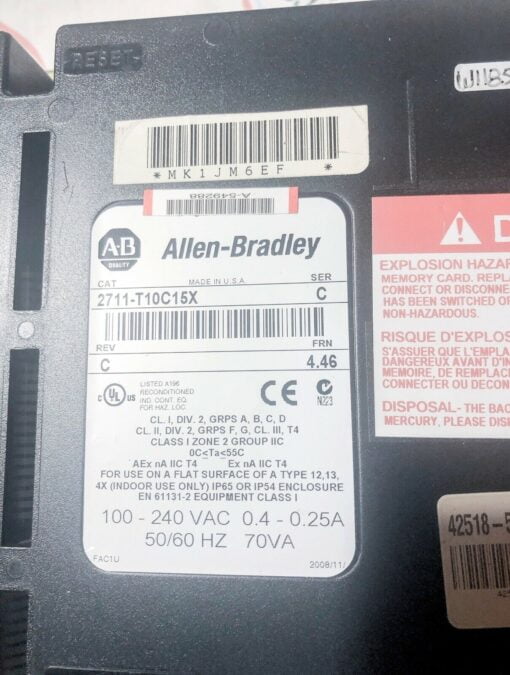 RESET
W1185
*MK1JM6EF *
A-549288
A·B
QUALITY
Allen-Bradley
CAT
MADE IN U.S.A.
SER
2711-T10C15X
C
REV
FRN
C
4.46
C UL US
LISTED A196
RECONDITIONED
IND. CONT. EQ.
FOR HAZ. LOC.
CE
N223
CL. I, DIV. 2, GRPS A, B, C, D
CL. II, DIV. 2, GRPS F, G, CL. III, T4
CLASS I ZONE 2 GROUP IIC
0C≤Ta≤55C
AEx nA IIC T4 Ex nA IIC T4
FOR USE ON A FLAT SURFACE OF A TYPE 12,13,
4X (INDOOR USE ONLY) IP65 OR IP54 ENCLOSURE
EN 61131-2 EQUIPMENT CLASS I
100 - 240 VAC 0.4 - 0.25A
50/60 HZ 70VA
FAC1U
2008/11/
D
EXPLOSION HAZAR
MEMORY CARD. REPL
CONNECT OR DISCONNE
HAS BEEN SWITCHED OF
NON-HAZARDOUS.
RISQUE D'EXPLOS
S'ASSURER QUE L'EMPLA
DANGEREUX AVANT D'IN
MEMOIRE, DE REMPLACE
CONNECTER OU DECON
DISPOSAL- THE BAC
MERCURY, PLEASE DIS
42518-5